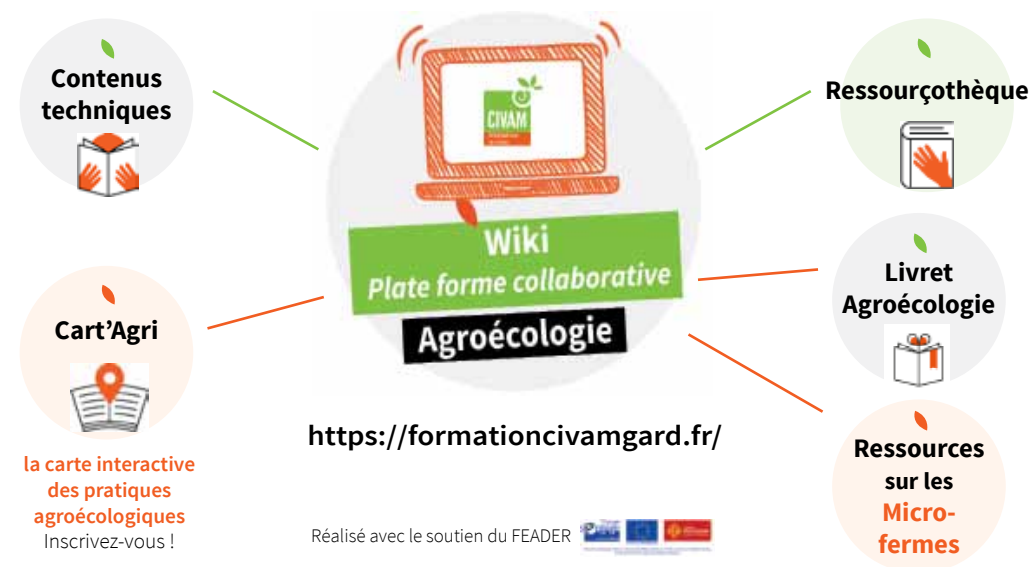 Contenus
techniques
CIVAM
Ressourçothèque
Wiki
Plate forme collaborative
Agroécologie
Livret
Agroécologie
Cart'Agri
https://formationcivamgard.fr/
la carte interactive
des pratiques
agroécologiques
Inscrivez-vous !
Ressources
sur les
Micro-
fermes
Réalisé avec le soutien du FEADER